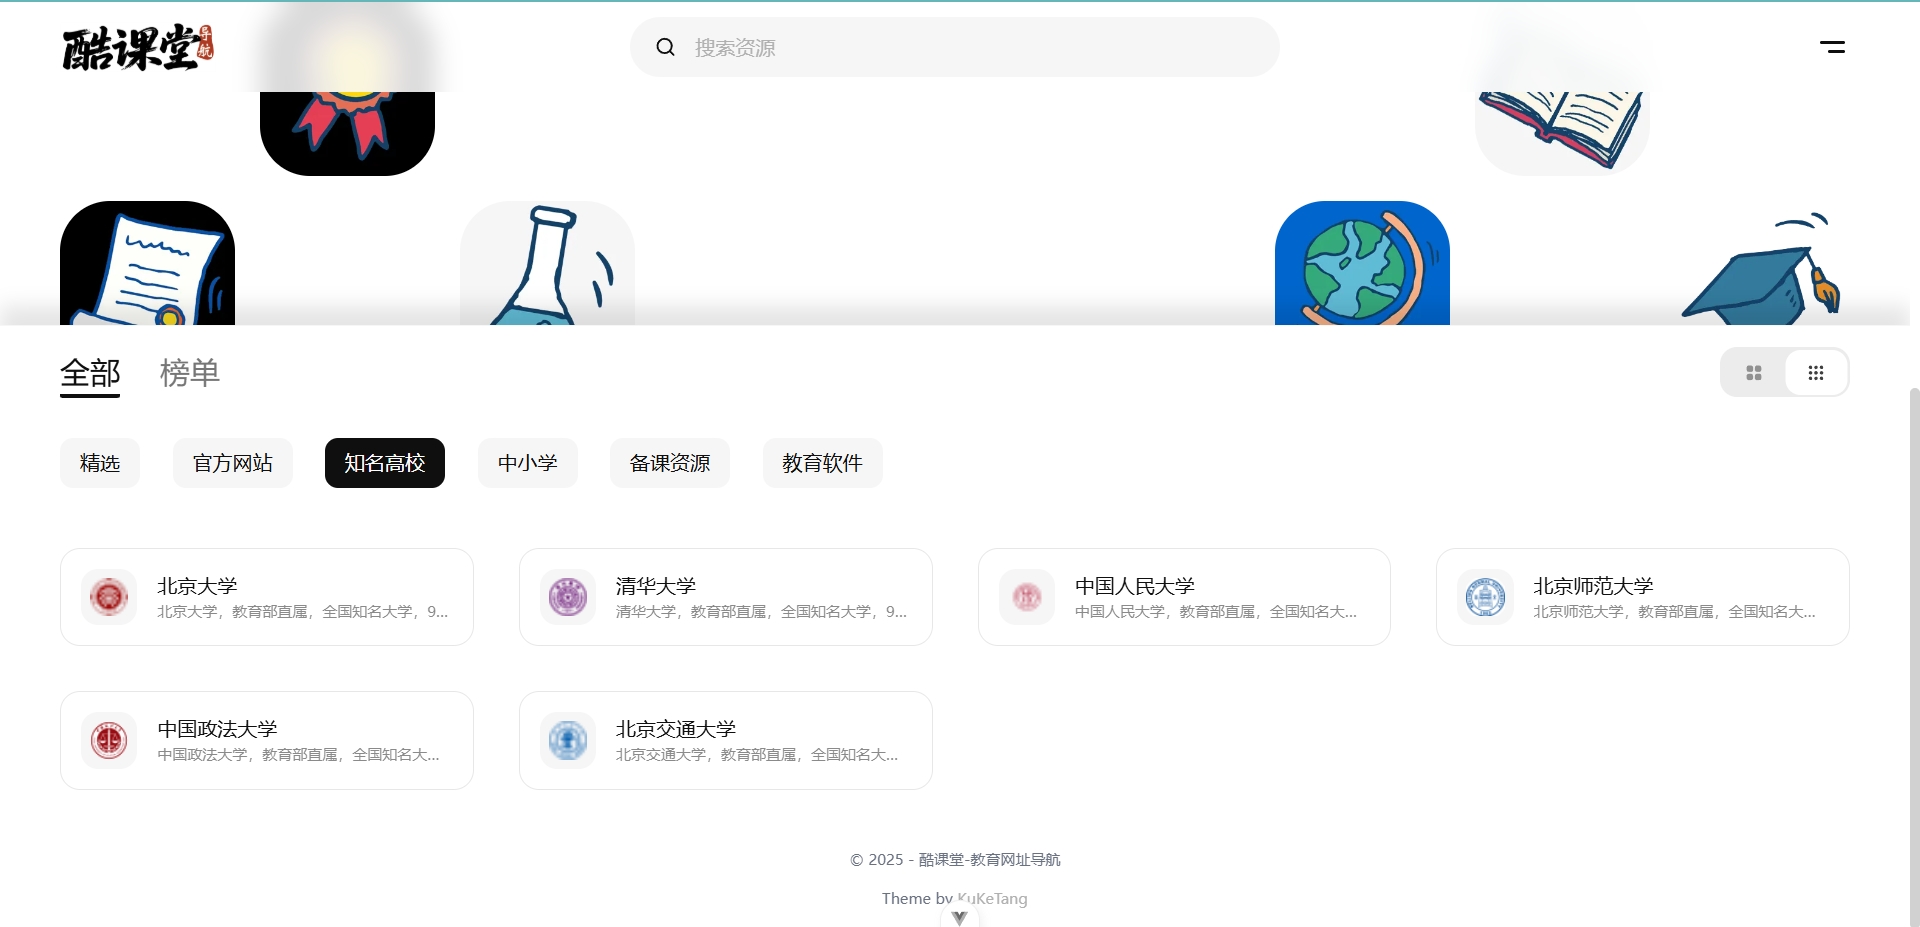 酷课堂
导航
搜索资源
全部
榜单
精选
官方网站
知名高校
中小学
备课资源
教育软件
北京大学
北京大学，教育部直属，全国知名大学，9...
清华大学
清华大学，教育部直属，全国知名大学，9...
中国人民大学
中国人民大学，教育部直属，全国知名大...
北京师范大学
北京师范大学，教育部直属，全国知名大...
中国政法大学
中国政法大学，教育部直属，全国知名大...
北京交通大学
北京交通大学，教育部直属，全国知名大...
© 2025 - 酷课堂-教育网址导航
Theme by KuKeTang